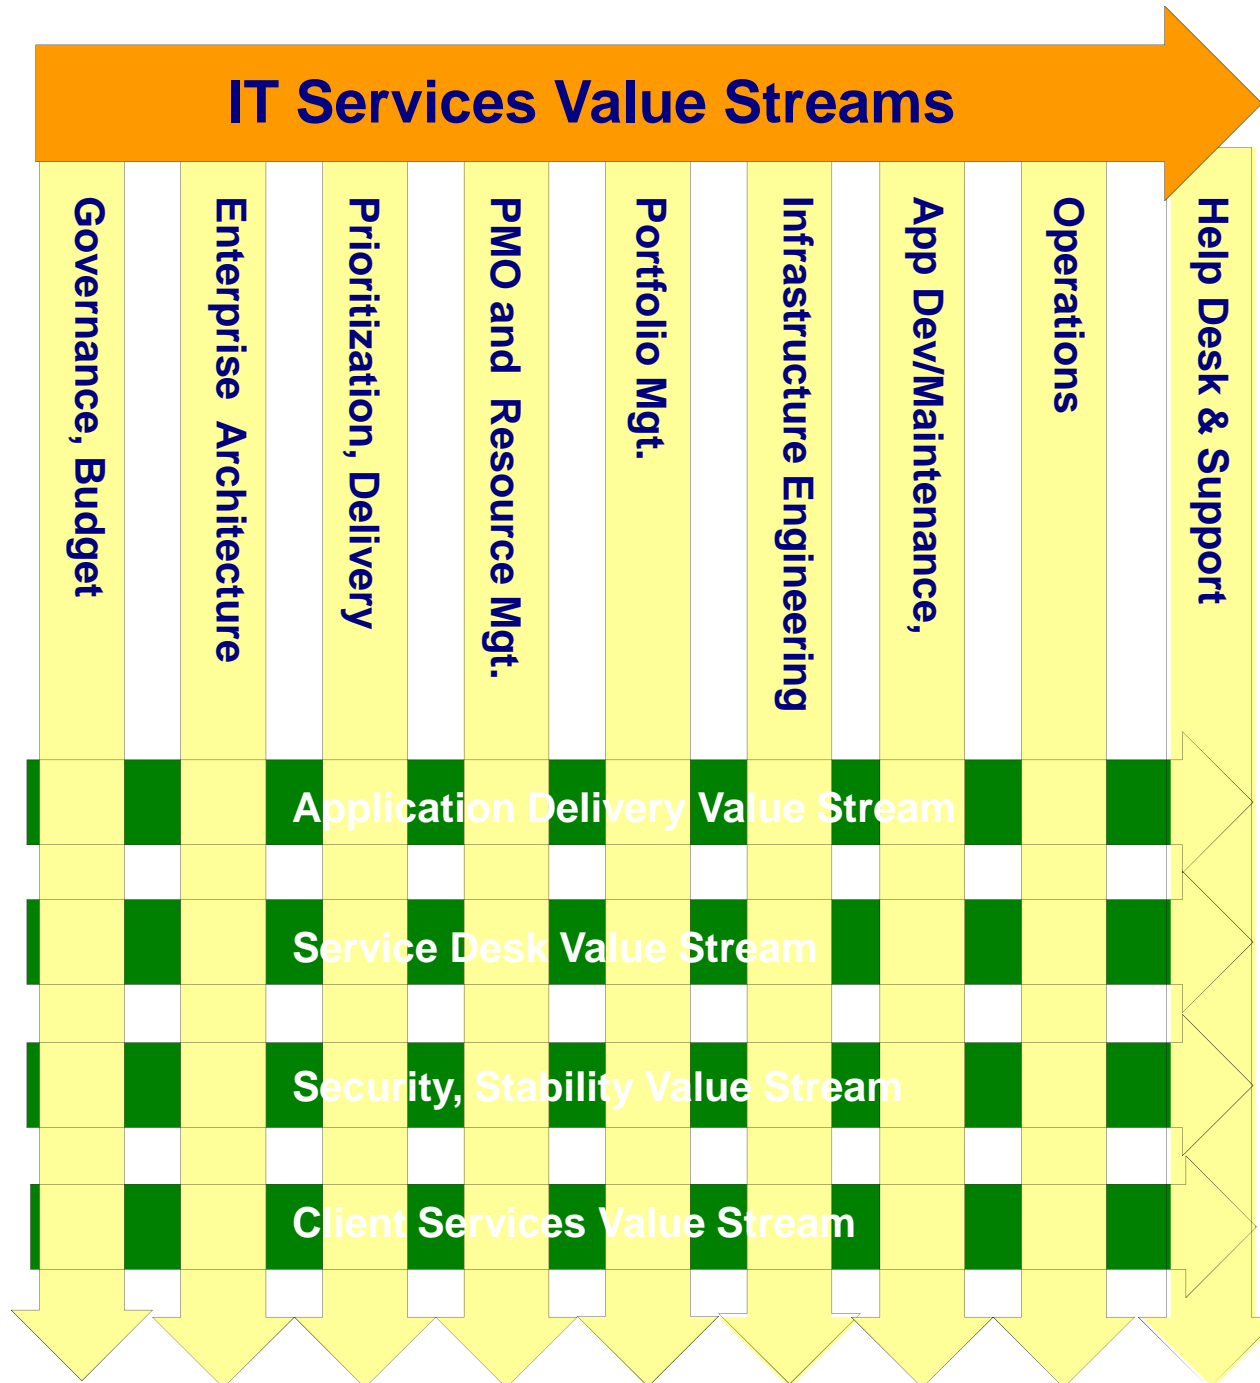 IT Services Value Streams
Governance, Budget
Enterprise Architecture
Prioritization, Delivery
PMO and Resource Mgt.
Portfolio Mgt.
Infrastructure Engineering
App Dev/Maintenance,
Operations
Help Desk & Support
Application Delivery Value Stream
Service Desk Value Stream
Security, Stability Value Stream
Client Services Value Stream